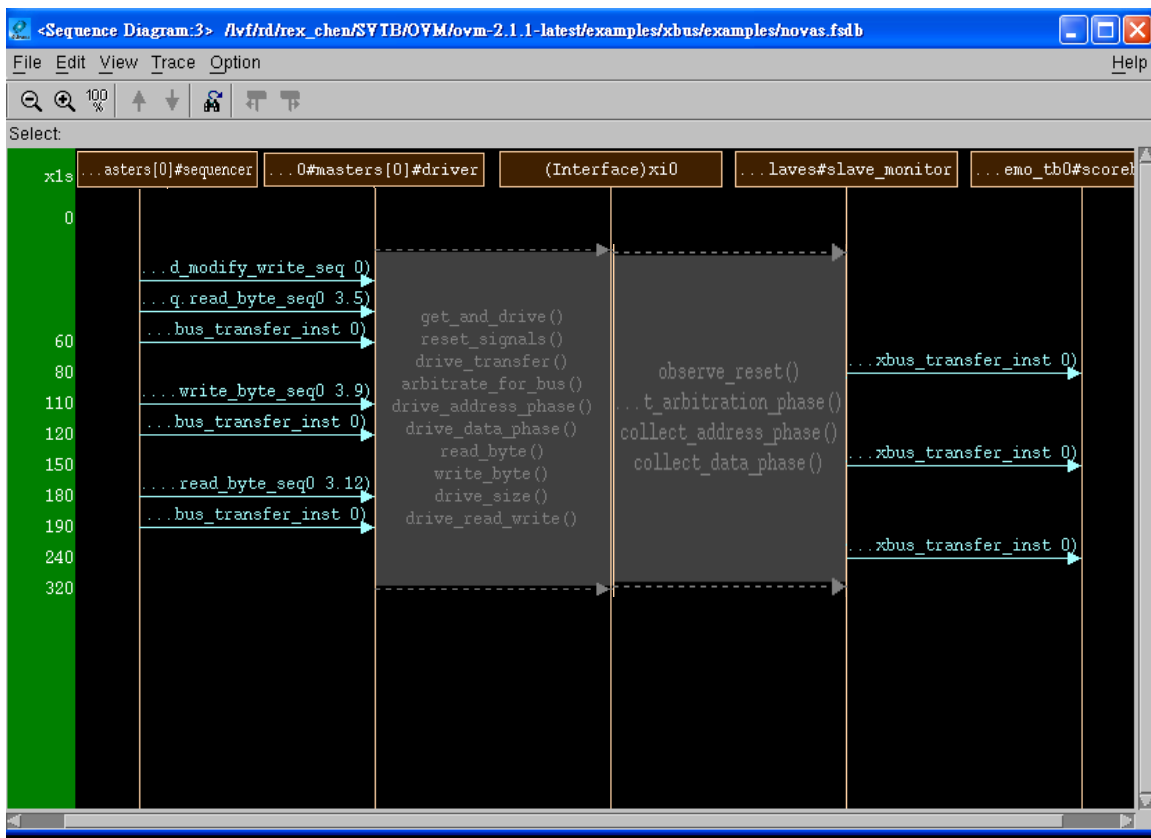 <Sequence Diagram:3> /lvf/rd/rex_chen/SVTB/OVM/ovm-2.1.1-latest/examples/xbus/examples/novas.fsdb
File Edit View Trace Option Help
100 %
Select:
x1s ...asters[0]#sequencer ...0#masters[0]#driver (Interface)xi0 ...laves#slave_monitor ...emo_tb0#scoreb
0
...d_modify_write_seq 0)
...q.read_byte_seq0 3.5)
get_and_drive()
60 ...bus_transfer_inst 0)
reset_signals()
drive_transfer()
80 observe_reset() ...xbus_transfer_inst 0)
arbitrate_for_bus()
110 ....write_byte_seq0 3.9)
drive_address_phase() ...t_arbitration_phase()
120 ...bus_transfer_inst 0)
drive_data_phase() collect_address_phase()
read_byte()
150 collect_data_phase() ...xbus_transfer_inst 0)
write_byte()
180 ....read_byte_seq0 3.12)
drive_size()
190 ...bus_transfer_inst 0)
drive_read_write()
240 ...xbus_transfer_inst 0)
320